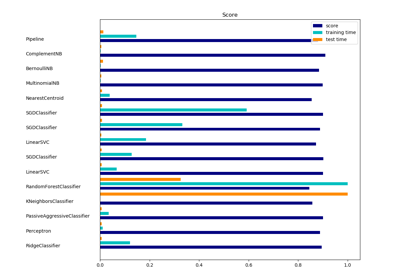 Score
score
training time
test time
Pipeline
ComplementNB
BernoulliNB
MultinomialNB
NearestCentroid
SGDClassifier
SGDClassifier
LinearSVC
SGDClassifier
LinearSVC
RandomForestClassifier
KNeighborsClassifier
PassiveAggressiveClassifier
Perceptron
RidgeClassifier
0.0 0.2 0.4 0.6 0.8 1.0